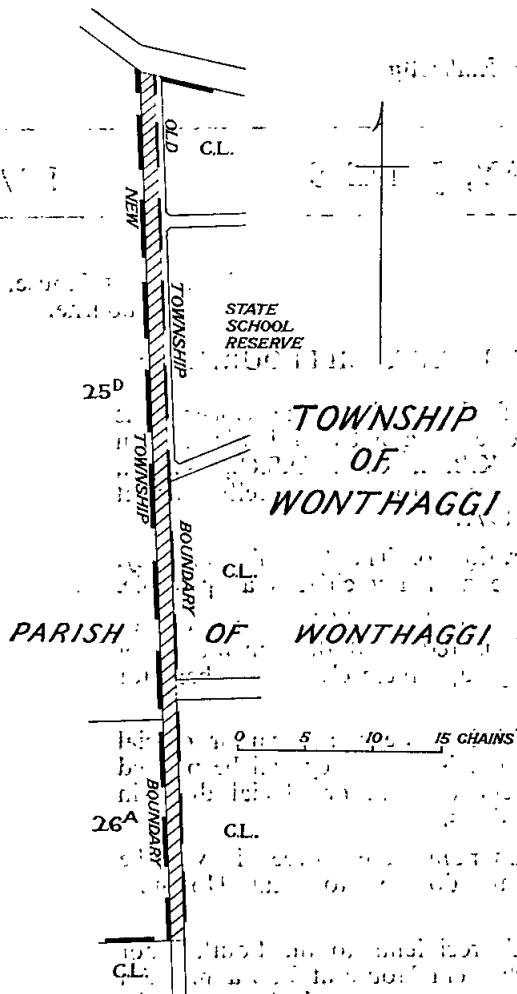 OLD
C.L.
NEW
TOWNSHIP
STATE
SCHOOL
RESERVE
25D
TOWNSHIP
OF
WONTHAGGI
TOWNSHIP
BOUNDARY
C.L.
PARISH OF WONTHAGGI
0 5 10 15 CHAINS
BOUNDARY
26A
C.L.
C.L.